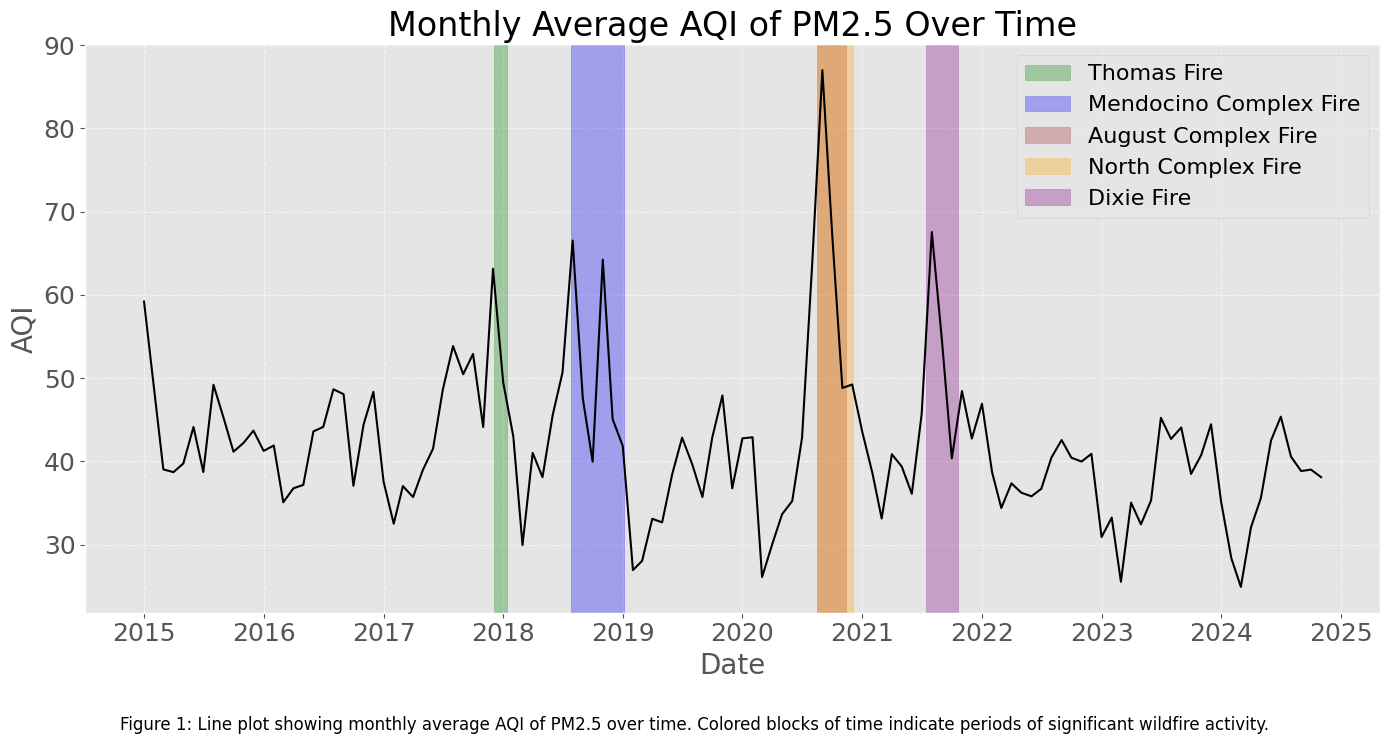 Monthly Average AQI of PM2.5 Over Time
90
80
70
60
50
40
30
AQI
Thomas Fire
Mendocino Complex Fire
August Complex Fire
North Complex Fire
Dixie Fire
2015 2016 2017 2018 2019 2020 2021 2022 2023 2024 2025
Date
Figure 1: Line plot showing monthly average AQI of PM2.5 over time. Colored blocks of time indicate periods of significant wildfire activity.